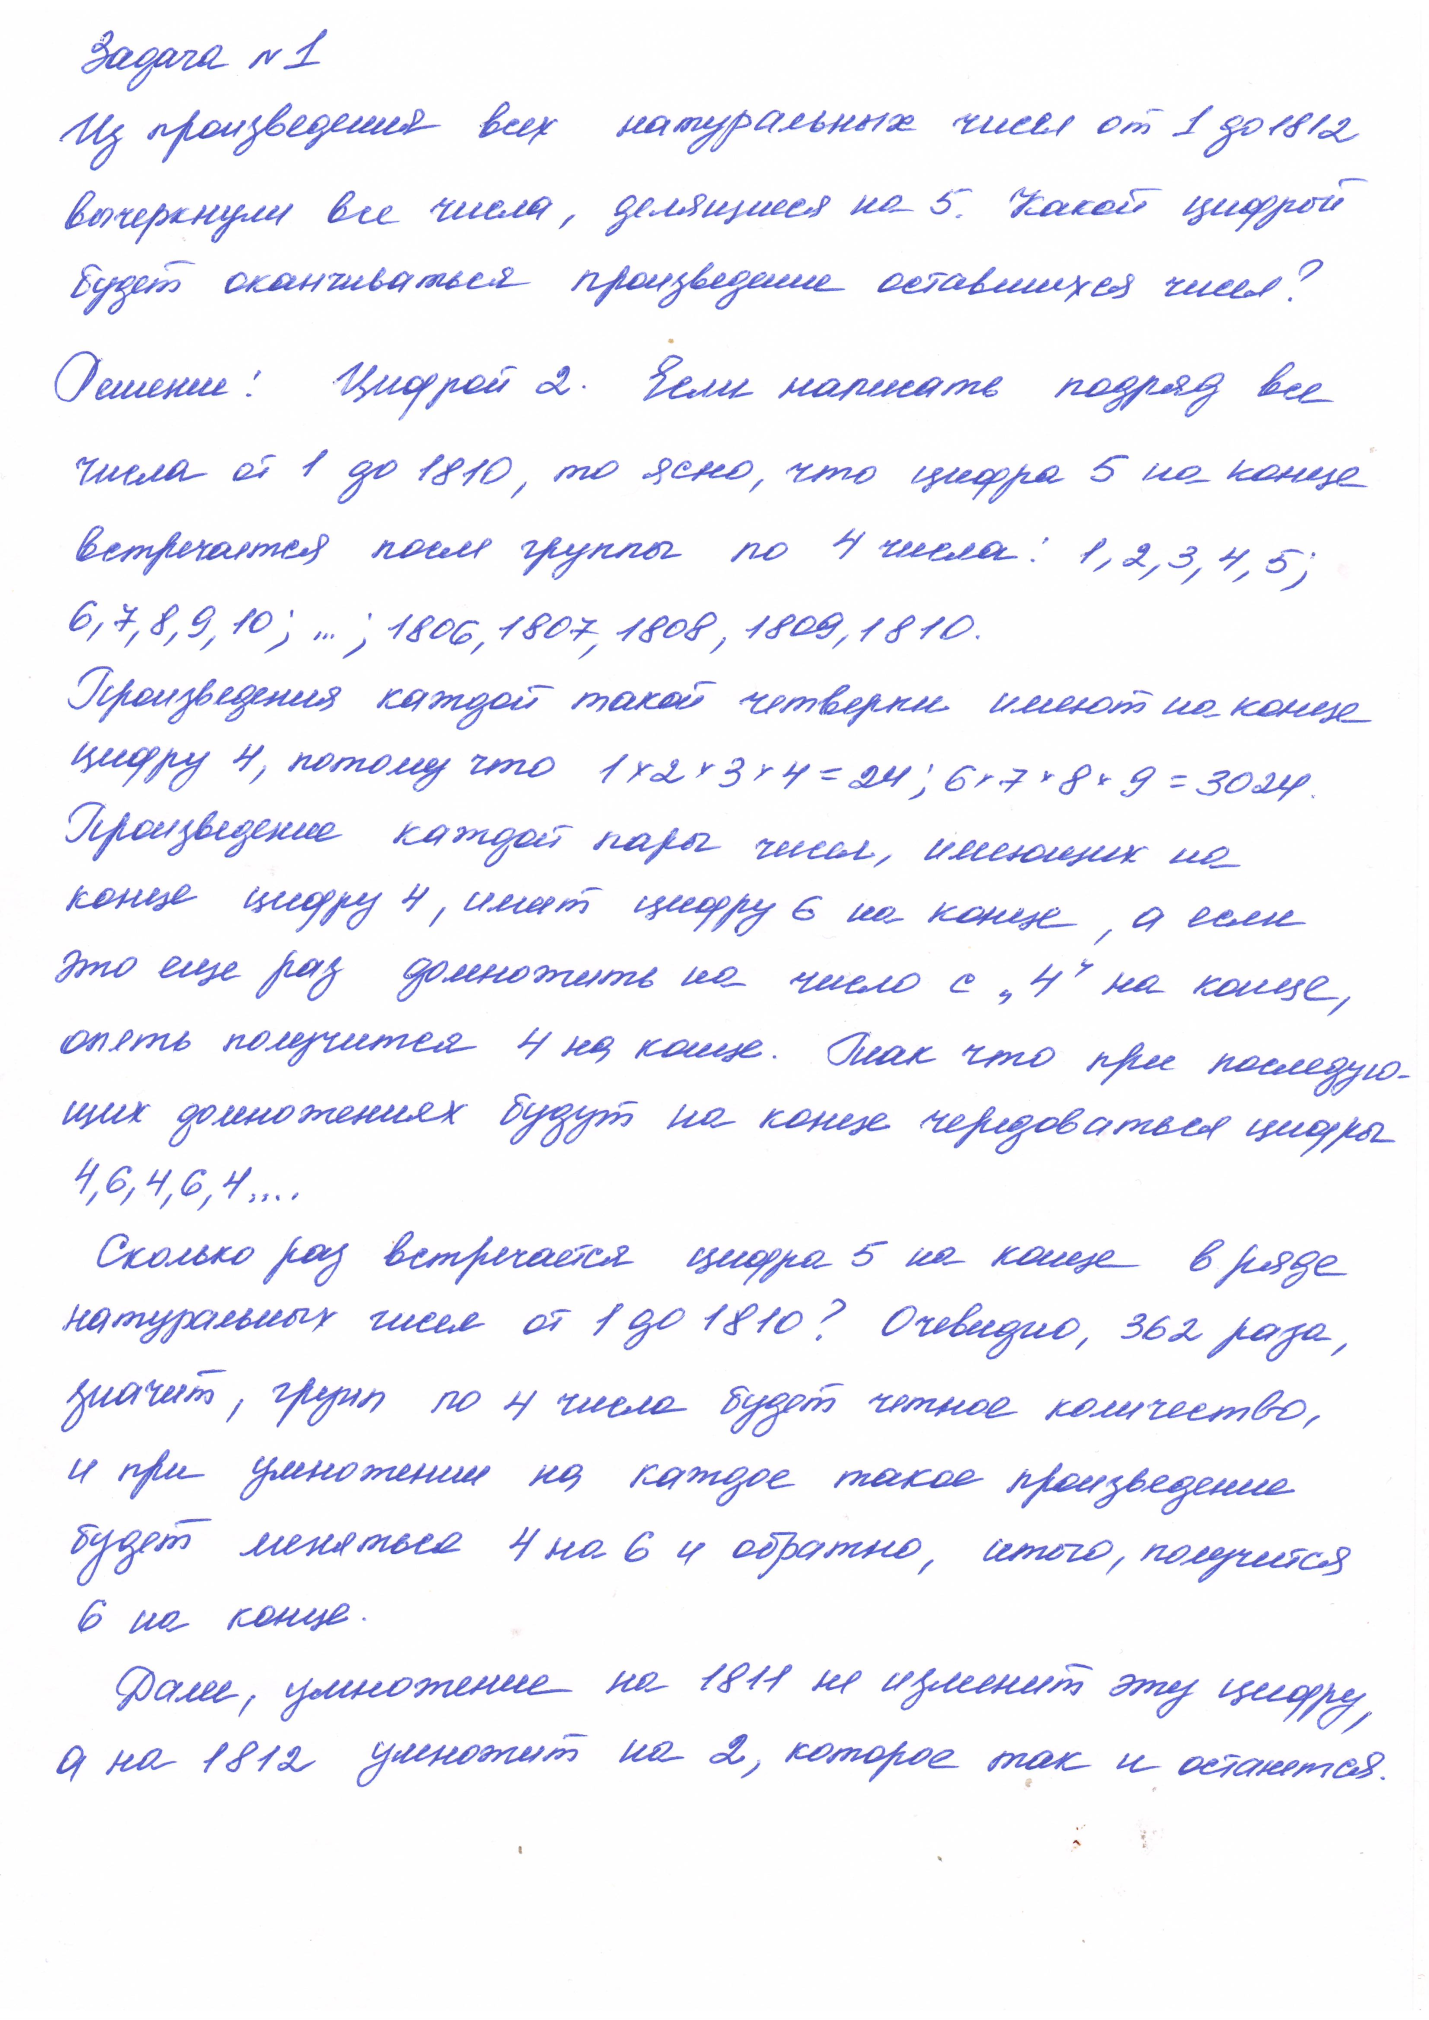 Задача N 1
Из произведения всех натуральных чисел от 1 до 1812
вычеркнули все числа, делящиеся на 5. Какой цифрой
будет оканчиваться произведение оставшихся чисел?
Решение: Цифрой 2. Если написать подряд все
числа от 1 до 1810, то ясно, что цифра 5 на конце
встречается после группы по 4 числа: 1, 2, 3, 4, 5;
6, 7, 8, 9, 10; ... ; 1806, 1807, 1808, 1809, 1810.
Произведения каждой такой четверки имеют на конце
цифру 4, потому что 1 × 2 × 3 × 4 = 24; 6 × 7 × 8 × 9 = 3024.
Произведение каждой пары чисел, имеющих на
конце цифру 4, имеет цифру 6 на конце, а если
это еще раз домножить на число с „4“ на конце,
опять получится 4 на конце. Так что при последую-
щих домножениях будут на конце чередоваться цифры
4, 6, 4, 6, 4....
Сколько раз встречается цифра 5 на конце в ряде
натуральных чисел от 1 до 1810? Очевидно, 362 раза,
значит, групп по 4 числа будет четное количество,
и при умножении на каждое такое произведение
будет меняться 4 на 6 и обратно, итого, получится
6 на конце.
Далее, умножение на 1811 не изменит эту цифру,
а на 1812 умножит на 2, которое так и останется.